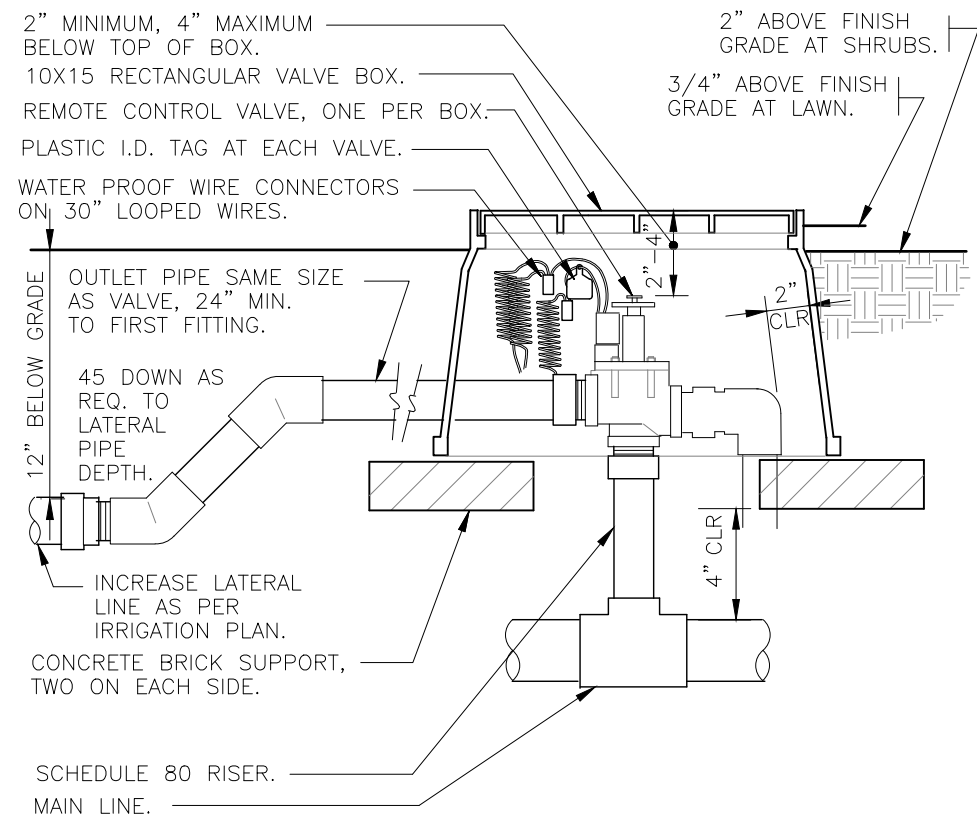 2” MINIMUM, 4” MAXIMUM
BELOW TOP OF BOX.
10X15 RECTANGULAR VALVE BOX.
REMOTE CONTROL VALVE, ONE PER BOX.
PLASTIC I.D. TAG AT EACH VALVE.
WATER PROOF WIRE CONNECTORS
ON 30” LOOPED WIRES.
2” ABOVE FINISH
GRADE AT SHRUBS.
3/4” ABOVE FINISH
GRADE AT LAWN.
OUTLET PIPE SAME SIZE
AS VALVE, 24” MIN.
TO FIRST FITTING.
2”-4”
2”
CLR
12” BELOW GRADE
45 DOWN AS
REQ. TO
LATERAL
PIPE
DEPTH.
4” CLR
INCREASE LATERAL
LINE AS PER
IRRIGATION PLAN.
CONCRETE BRICK SUPPORT,
TWO ON EACH SIDE.
SCHEDULE 80 RISER.
MAIN LINE.